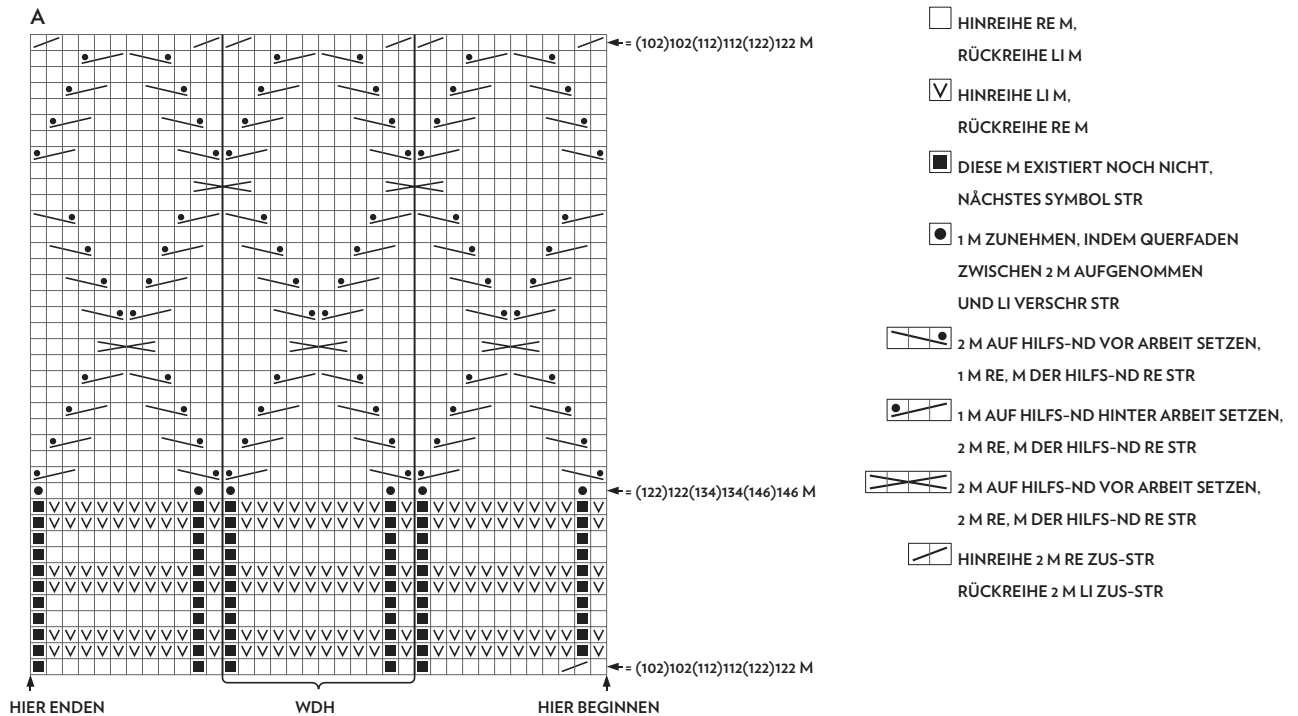 A
= (102)102(112)112(122)122 M
= (122)122(134)134(146)146 M
= (102)102(112)112(122)122 M
HIER ENDEN
WDH
HIER BEGINNEN
HINREIHE RE M,
RÜCKREIHE LI M
HINREIHE LI M,
RÜCKREIHE RE M
DIESE M EXISTIERT NOCH NICHT,
NÅCHSTES SYMBOL STR
1 M ZUNEHMEN, INDEM QUERFADEN
ZWISCHEN 2 M AUFGENOMMEN
UND LI VERSCHR STR
2 M AUF HILFS-ND VOR ARBEIT SETZEN,
1 M RE, M DER HILFS-ND RE STR
1 M AUF HILFS-ND HINTER ARBEIT SETZEN,
2 M RE, M DER HILFS-ND RE STR
2 M AUF HILFS-ND VOR ARBEIT SETZEN,
2 M RE, M DER HILFS-ND RE STR
HINREIHE 2 M RE ZUS-STR
RÜCKREIHE 2 M LI ZUS-STR